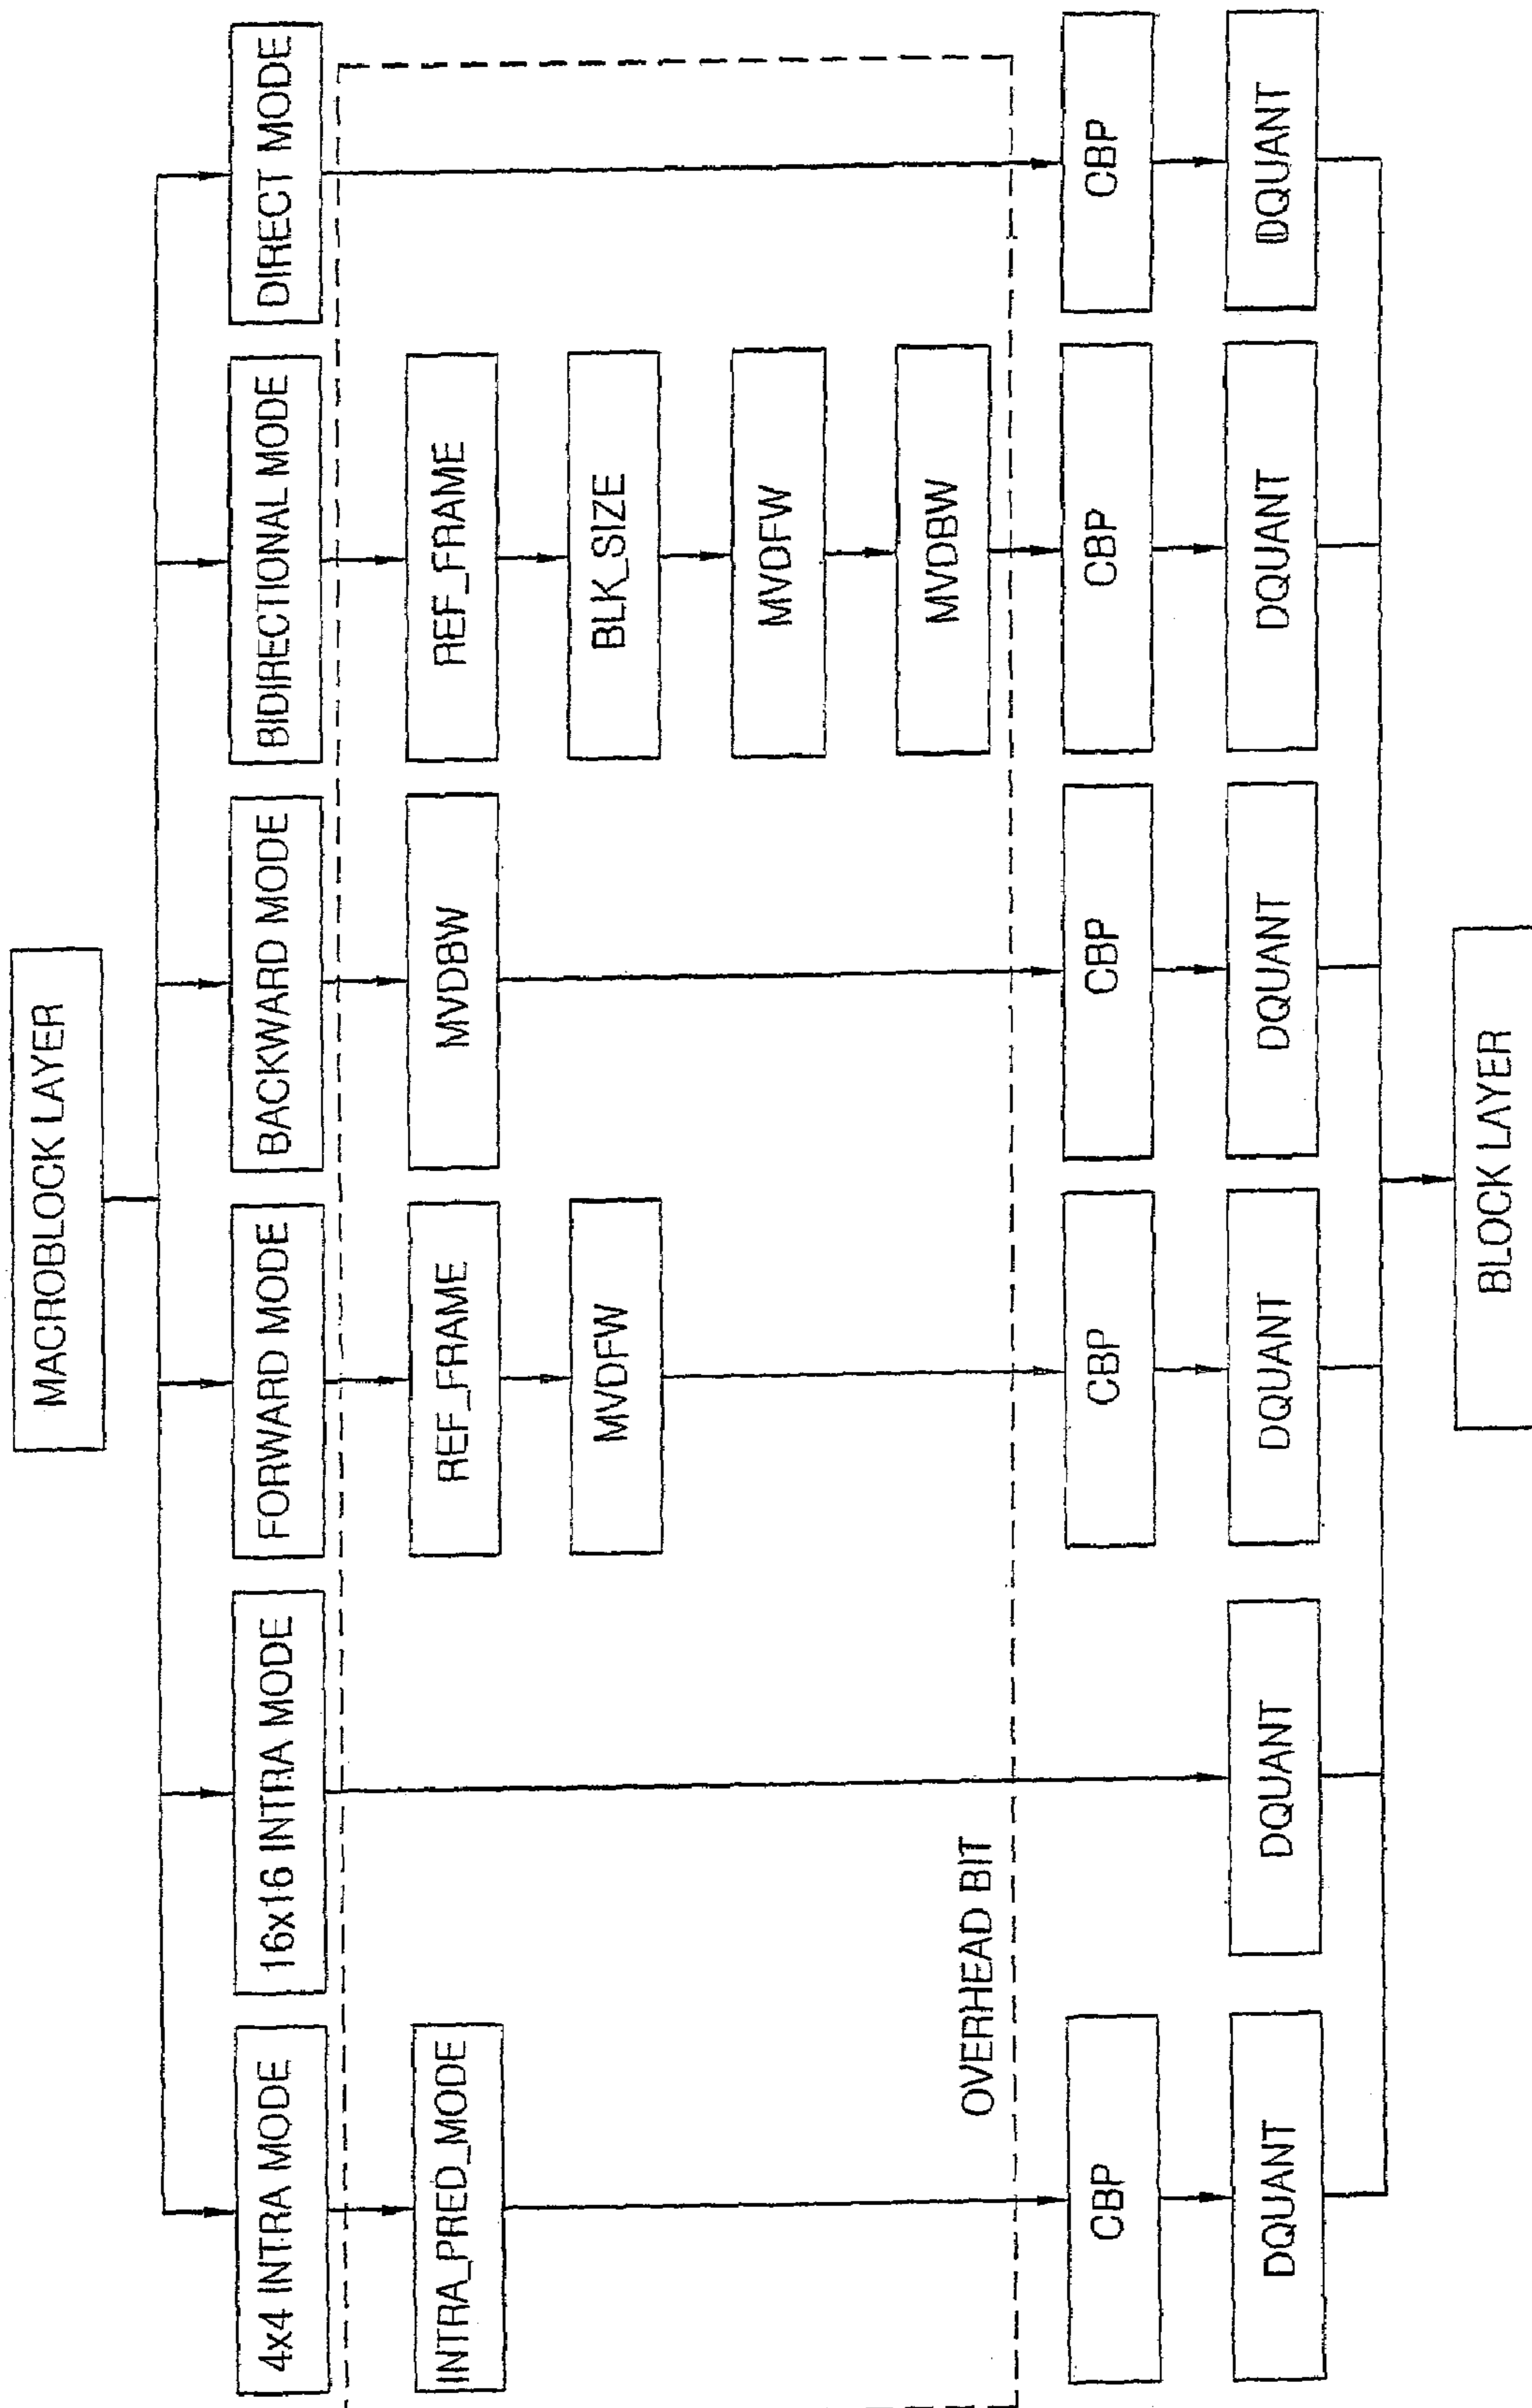 MACROBLOCK LAYER
4x4 INTRA MODE
16x16 INTRA MODE
FORWARD MODE
BACKWARD MODE
BIDIRECTIONAL MODE
DIRECT MODE
INTRA_PRED_MODE
REF_FRAME
MVDBW
REF_FRAME
MVDFW
BLK_SIZE
MVDFW
MVDBW
OVERHEAD BIT
CBP
CBP
CBP
CBP
CBP
DQUANT
DQUANT
DQUANT
DQUANT
DQUANT
DQUANT
BLOCK LAYER